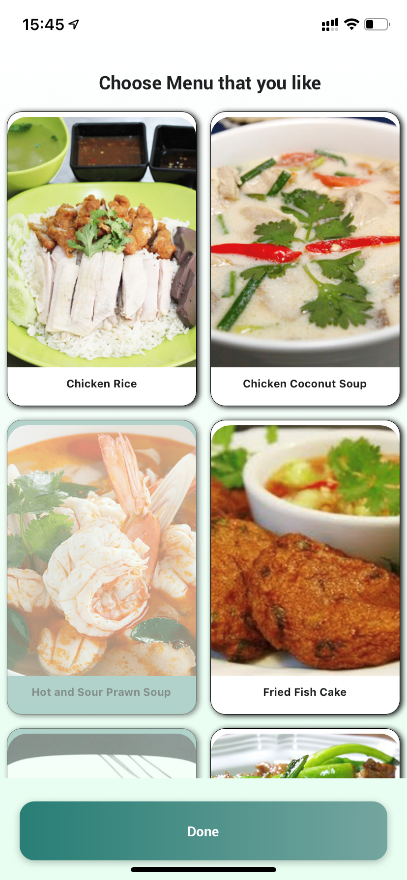 15:45
Choose Menu that you like
Chicken Rice
Chicken Coconut Soup
Hot and Sour Prawn Soup
Fried Fish Cake
Done